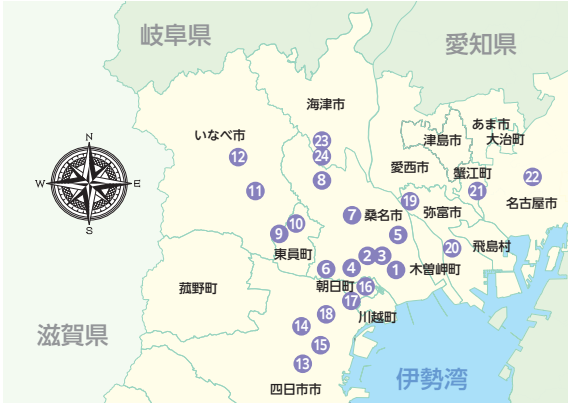 岐阜県
愛知県
海津市
いなべ市
あま市
津島市
大治町
23
24
12
愛西市
蟹江町
22
8
11
21
19
名古屋市
7
桑名市
弥富市
10
9
5
20
飛島村
東員町
2
3
6
4
1
木曽岬町
菰野町
朝日町
16
17
川越町
18
14
滋賀県
15
13
伊勢湾
四日市市
N
W
E
S